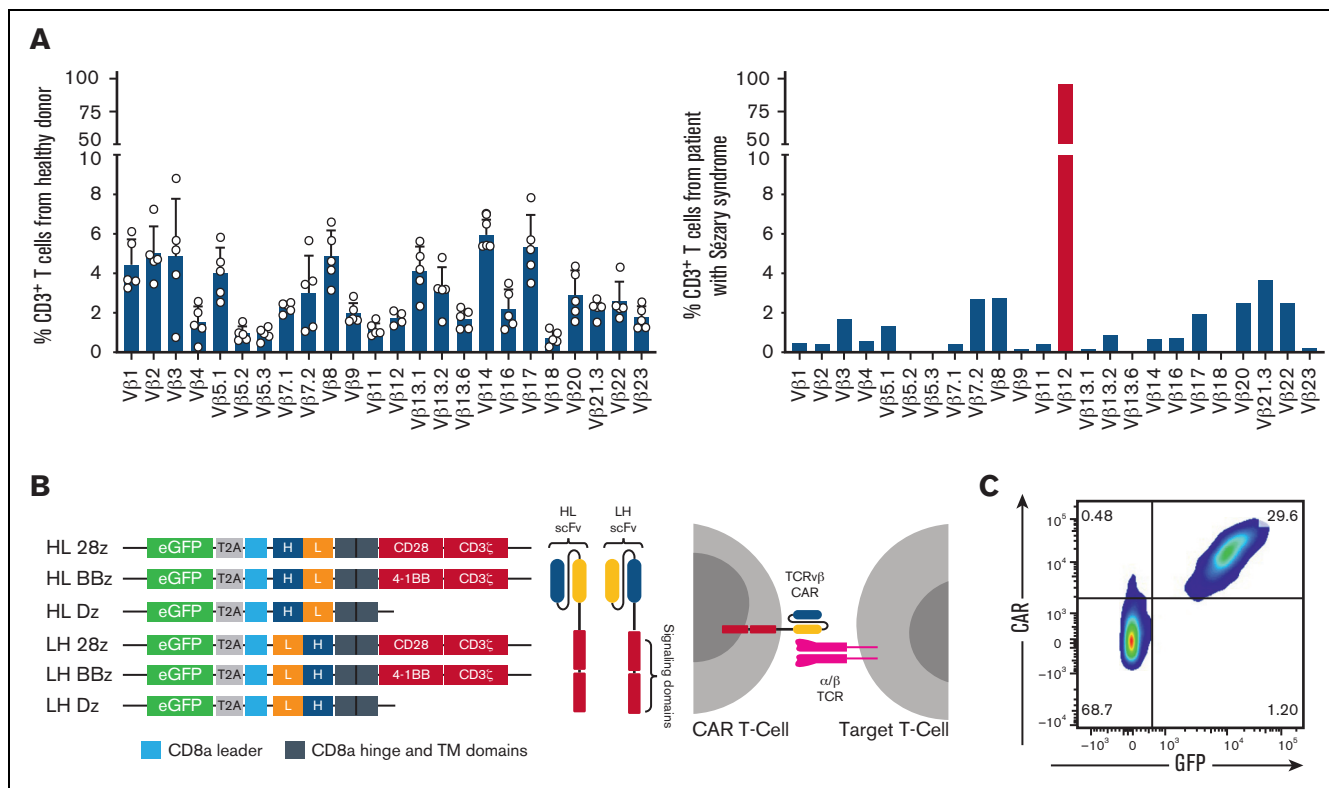 A
% CD3+ T cells from healthy donor
100
75
50
10
8
6
4
2
0
Vβ1
Vβ2
Vβ3
Vβ4
Vβ5.1
Vβ5.2
Vβ5.3
Vβ7.1
Vβ7.2
Vβ8
Vβ9
Vβ11
Vβ12
Vβ13.1
Vβ13.2
Vβ13.6
Vβ14
Vβ16
Vβ17
Vβ18
Vβ20
Vβ21.3
Vβ22
Vβ23
% CD3+ T cells from patient
with Sézary syndrome
100
75
50
10
8
6
4
2
0
Vβ1
Vβ2
Vβ3
Vβ4
Vβ5.1
Vβ5.2
Vβ5.3
Vβ7.1
Vβ7.2
Vβ8
Vβ9
Vβ11
Vβ12
Vβ13.1
Vβ13.2
Vβ13.6
Vβ14
Vβ16
Vβ17
Vβ18
Vβ20
Vβ21.3
Vβ22
Vβ23
B
HL 28z eGFP T2A H L CD28 CD3ζ
HL BBz eGFP T2A H L 4-1BB CD3ζ
HL Dz eGFP T2A H L
LH 28z eGFP T2A L H CD28 CD3ζ
LH BBz eGFP T2A L H 4-1BB CD3ζ
LH Dz eGFP T2A L H
CD8a leader CD8a hinge and TM domains
HL
scFv
LH
scFv
Signaling domains
TCRvβ
CAR
α/β
TCR
CAR T-Cell Target T-Cell
C
CAR
10⁵
10⁴
10³
0
−10³
−10⁴
0.48 29.6
68.7 1.20
−10³ 0 10³ 10⁴ 10⁵
GFP